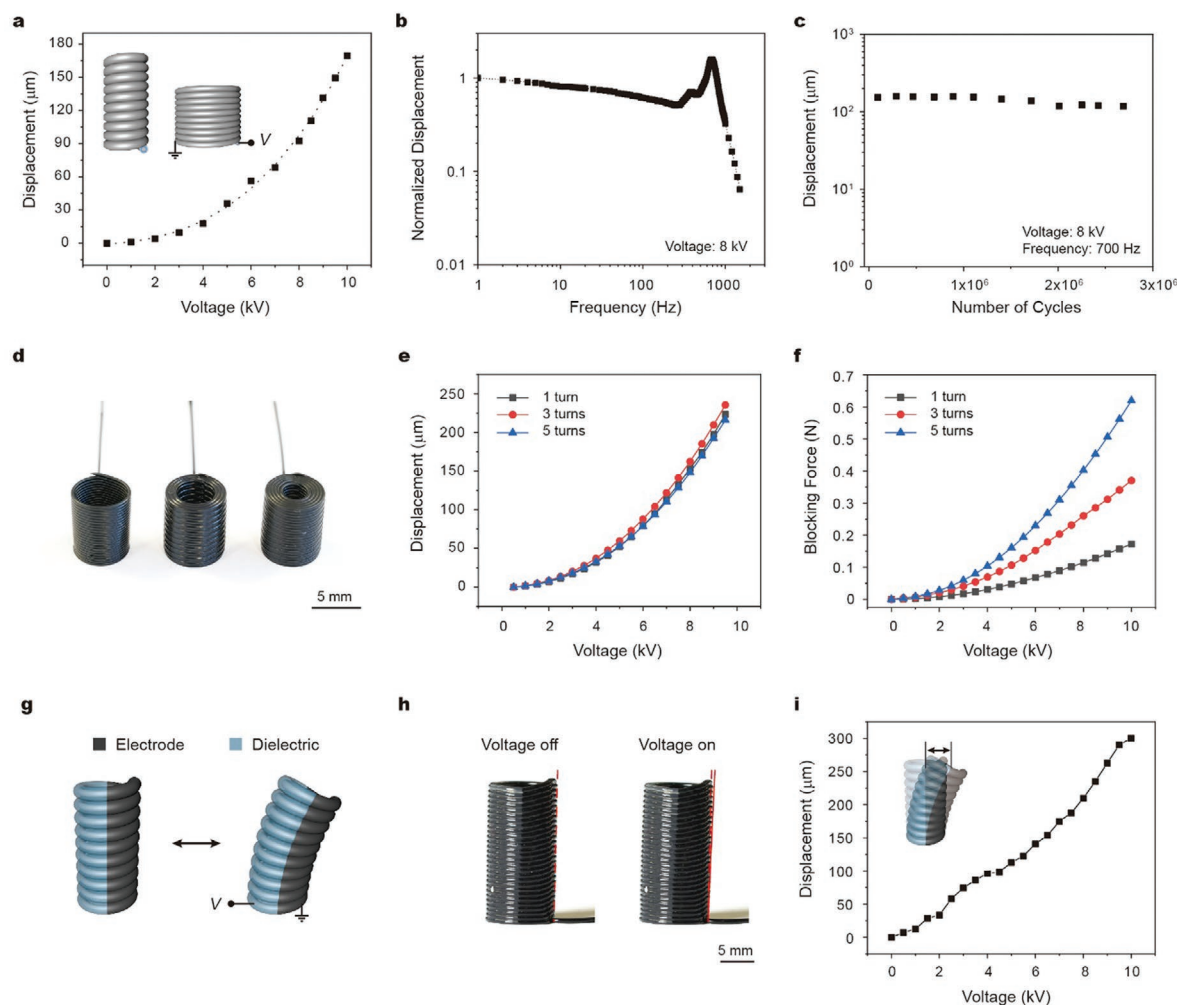 a
180
150
120
90
60
30
0
Displacement (µm)
V
0 2 4 6 8 10
Voltage (kV)
b
1
0.1
0.01
Normalized Displacement
Voltage: 8 kV
1 10 100 1000
Frequency (Hz)
c
10³
10²
10¹
10⁰
Displacement (µm)
Voltage: 8 kV
Frequency: 700 Hz
0 1x10⁶ 2x10⁶ 3x10⁶
Number of Cycles
d
5 mm
e
250
200
150
100
50
0
Displacement (µm)
1 turn
3 turns
5 turns
0 2 4 6 8 10
Voltage (kV)
f
0.7
0.6
0.5
0.4
0.3
0.2
0.1
0
Blocking Force (N)
1 turn
3 turns
5 turns
0 2 4 6 8 10
Voltage (kV)
g
Electrode Dielectric
V
h
Voltage off Voltage on
5 mm
i
300
250
200
150
100
50
0
Displacement (µm)
0 2 4 6 8 10
Voltage (kV)